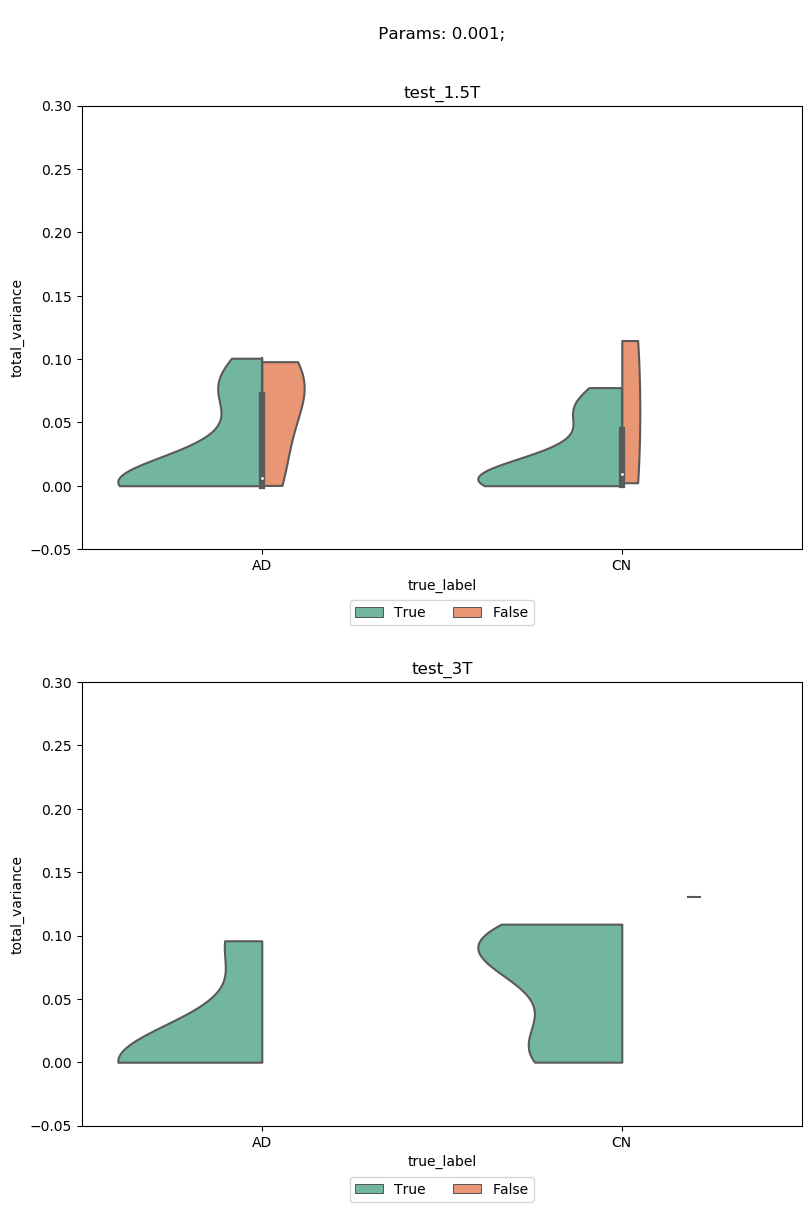 Params: 0.001;
test_1.5T
0.30
0.25
0.20
0.15
0.10
0.05
0.00
−0.05
total_variance
AD CN
true_label
True False
test_3T
0.30
0.25
0.20
0.15
0.10
0.05
0.00
−0.05
total_variance
AD CN
true_label
True False